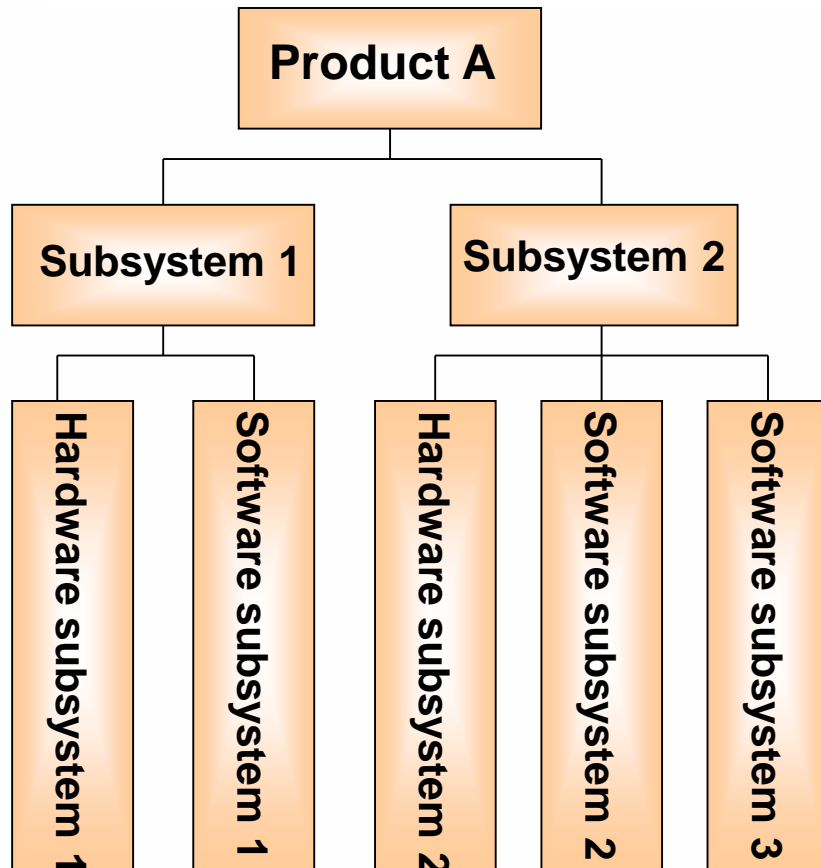 Product A
Subsystem 1
Subsystem 2
Hardware subsystem 1
Software subsystem 1
Hardware subsystem 2
Software subsystem 2
Software subsystem 3